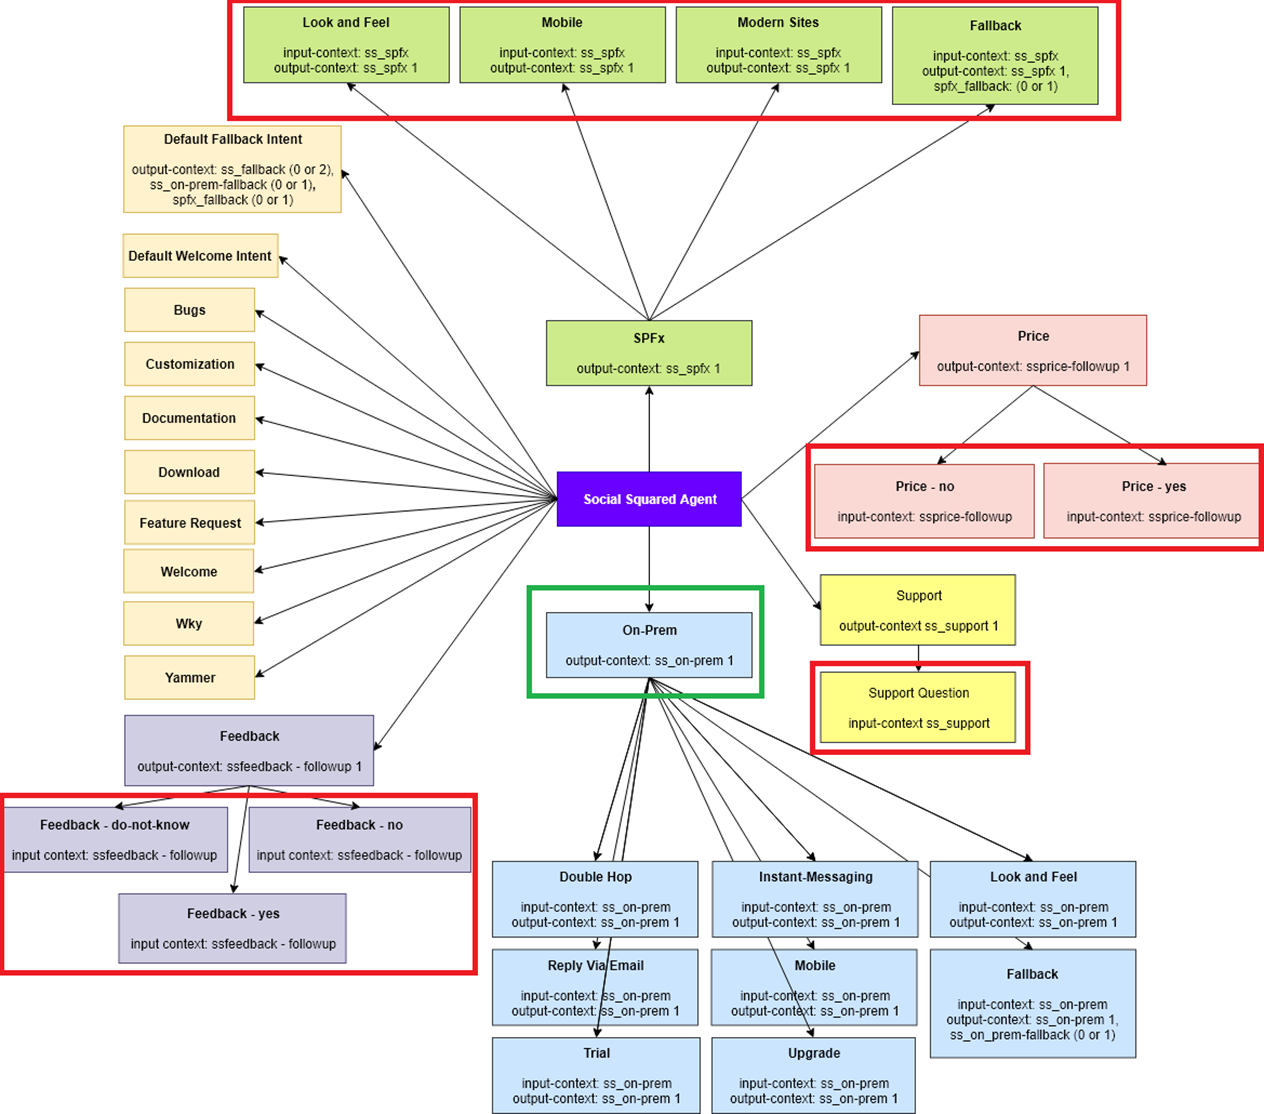 Look and Feel
input-context: ss_spfx
output-context: ss_spfx 1
Mobile
input-context: ss_spfx
output-context: ss_spfx 1
Modern Sites
input-context: ss_spfx
output-context: ss_spfx 1
Fallback
input-context: ss_spfx
output-context: ss_spfx 1,
spfx_fallback: (0 or 1)
Default Fallback Intent
output-context: ss_fallback (0 or 2),
ss_on-prem-fallback (0 or 1),
spfx_fallback (0 or 1)
Default Welcome Intent
Bugs
Customization
Documentation
Download
Feature Request
Welcome
Wky
Yammer
SPFx
output-context: ss_spfx 1
Price
output-context: ssprice-followup 1
Price - no
input-context: ssprice-followup
Price - yes
input-context: ssprice-followup
Social Squared Agent
On-Prem
output-context: ss_on-prem 1
Support
output-context ss_support 1
Support Question
input-context ss_support
Feedback
output-context: ssfeedback - followup 1
Feedback - do-not-know
input context: ssfeedback - followup
Feedback - no
input context: ssfeedback - followup
Feedback - yes
input context: ssfeedback - followup
Double Hop
input-context: ss_on-prem
output-context: ss_on-prem 1
Instant-Messaging
input-context: ss_on-prem
output-context: ss_on-prem 1
Look and Feel
input-context: ss_on-prem
output-context: ss_on-prem 1
Reply Via Email
input-context: ss_on-prem
output-context: ss_on-prem 1
Mobile
input-context: ss_on-prem
output-context: ss_on-prem 1
Fallback
input-context: ss_on-prem
output-context: ss_on-prem 1,
ss_on_prem-fallback (0 or 1)
Trial
input-context: ss_on-prem
output-context: ss_on-prem 1
Upgrade
input-context: ss_on-prem
output-context: ss_on-prem 1